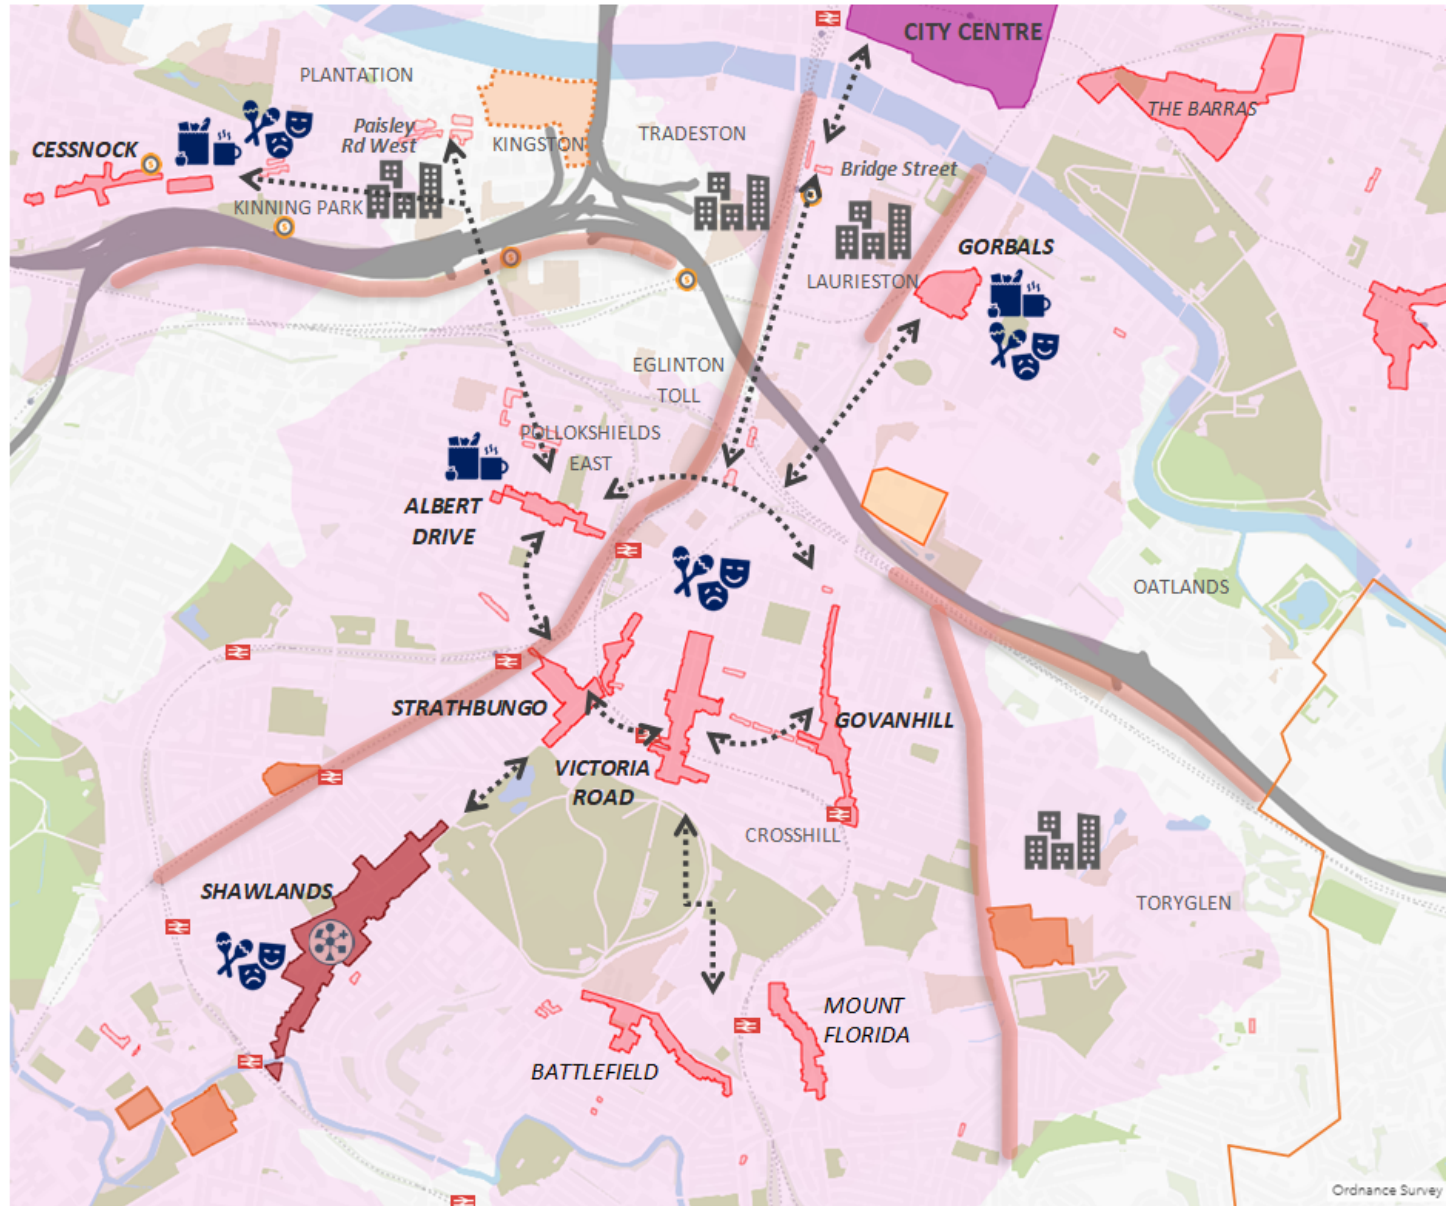 CITY CENTRE
PLANTATION
THE BARRAS
Paisley
Rd West
KINGSTON
TRADESTON
CESSNOCK
Bridge Street
KINNING PARK
GORBALS
LAURIESTON
EGLINTON
TOLL
POLLOKSHIELDS
EAST
ALBERT
DRIVE
OATLANDS
STRATHBUNGO
GOVANHILL
VICTORIA
ROAD
CROSSHILL
SHAWLANDS
TORYGLEN
MOUNT
FLORIDA
BATTLEFIELD
Ordnance Survey